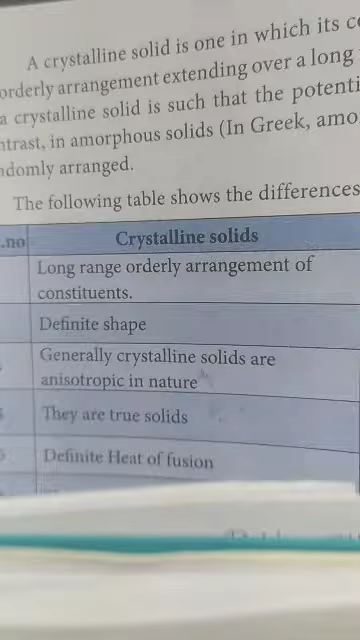 A crystalline solid is one in which its
orderly arrangement extending over a long
a crystalline solid is such that the potenti
ntrast, in amorphous solids (In Greek, amo
ndomly arranged.
The following table shows the differences
.no Crystalline solids
Long range orderly arrangement of
constituents.
Definite shape
Generally crystalline solids are
anisotropic in nature
They are true solids
Definite Heat of fusion